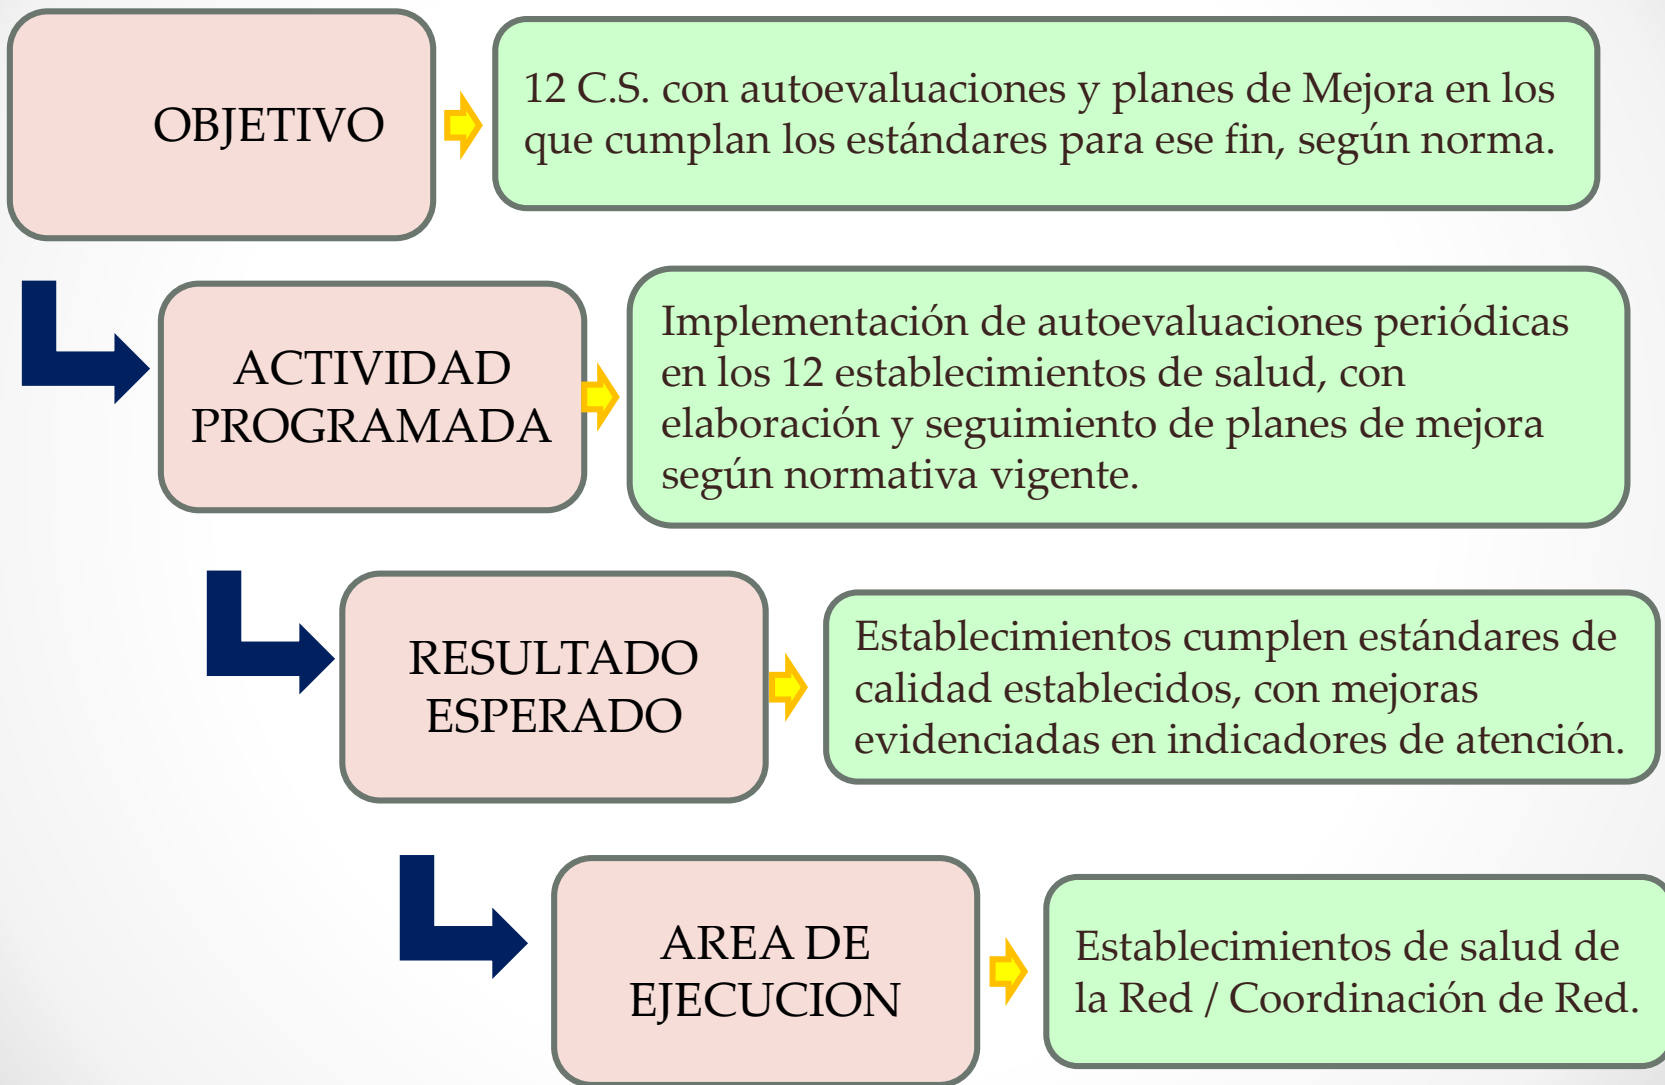 OBJETIVO
12 C.S. con autoevaluaciones y planes de Mejora en los
que cumplan los estándares para ese fin, según norma.
ACTIVIDAD
PROGRAMADA
Implementación de autoevaluaciones periódicas
en los 12 establecimientos de salud, con
elaboración y seguimiento de planes de mejora
según normativa vigente.
RESULTADO
ESPERADO
Establecimientos cumplen estándares de
calidad establecidos, con mejoras
evidenciadas en indicadores de atención.
AREA DE
EJECUCION
Establecimientos de salud de
la Red / Coordinación de Red.